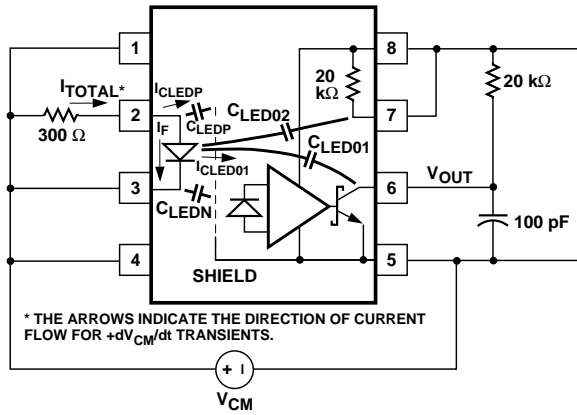 1
8
I_TOTAL*
I_CLEDP
20
kΩ
20 kΩ
2
C_LEDP
C_LED02
7
300 Ω
I_F
C_LED01
I_CLED01
3
6
V_OUT
C_LEDN
100 pF
4
5
SHIELD
* THE ARROWS INDICATE THE DIRECTION OF CURRENT
FLOW FOR +dV_CM/dt TRANSIENTS.
+ –
V_CM